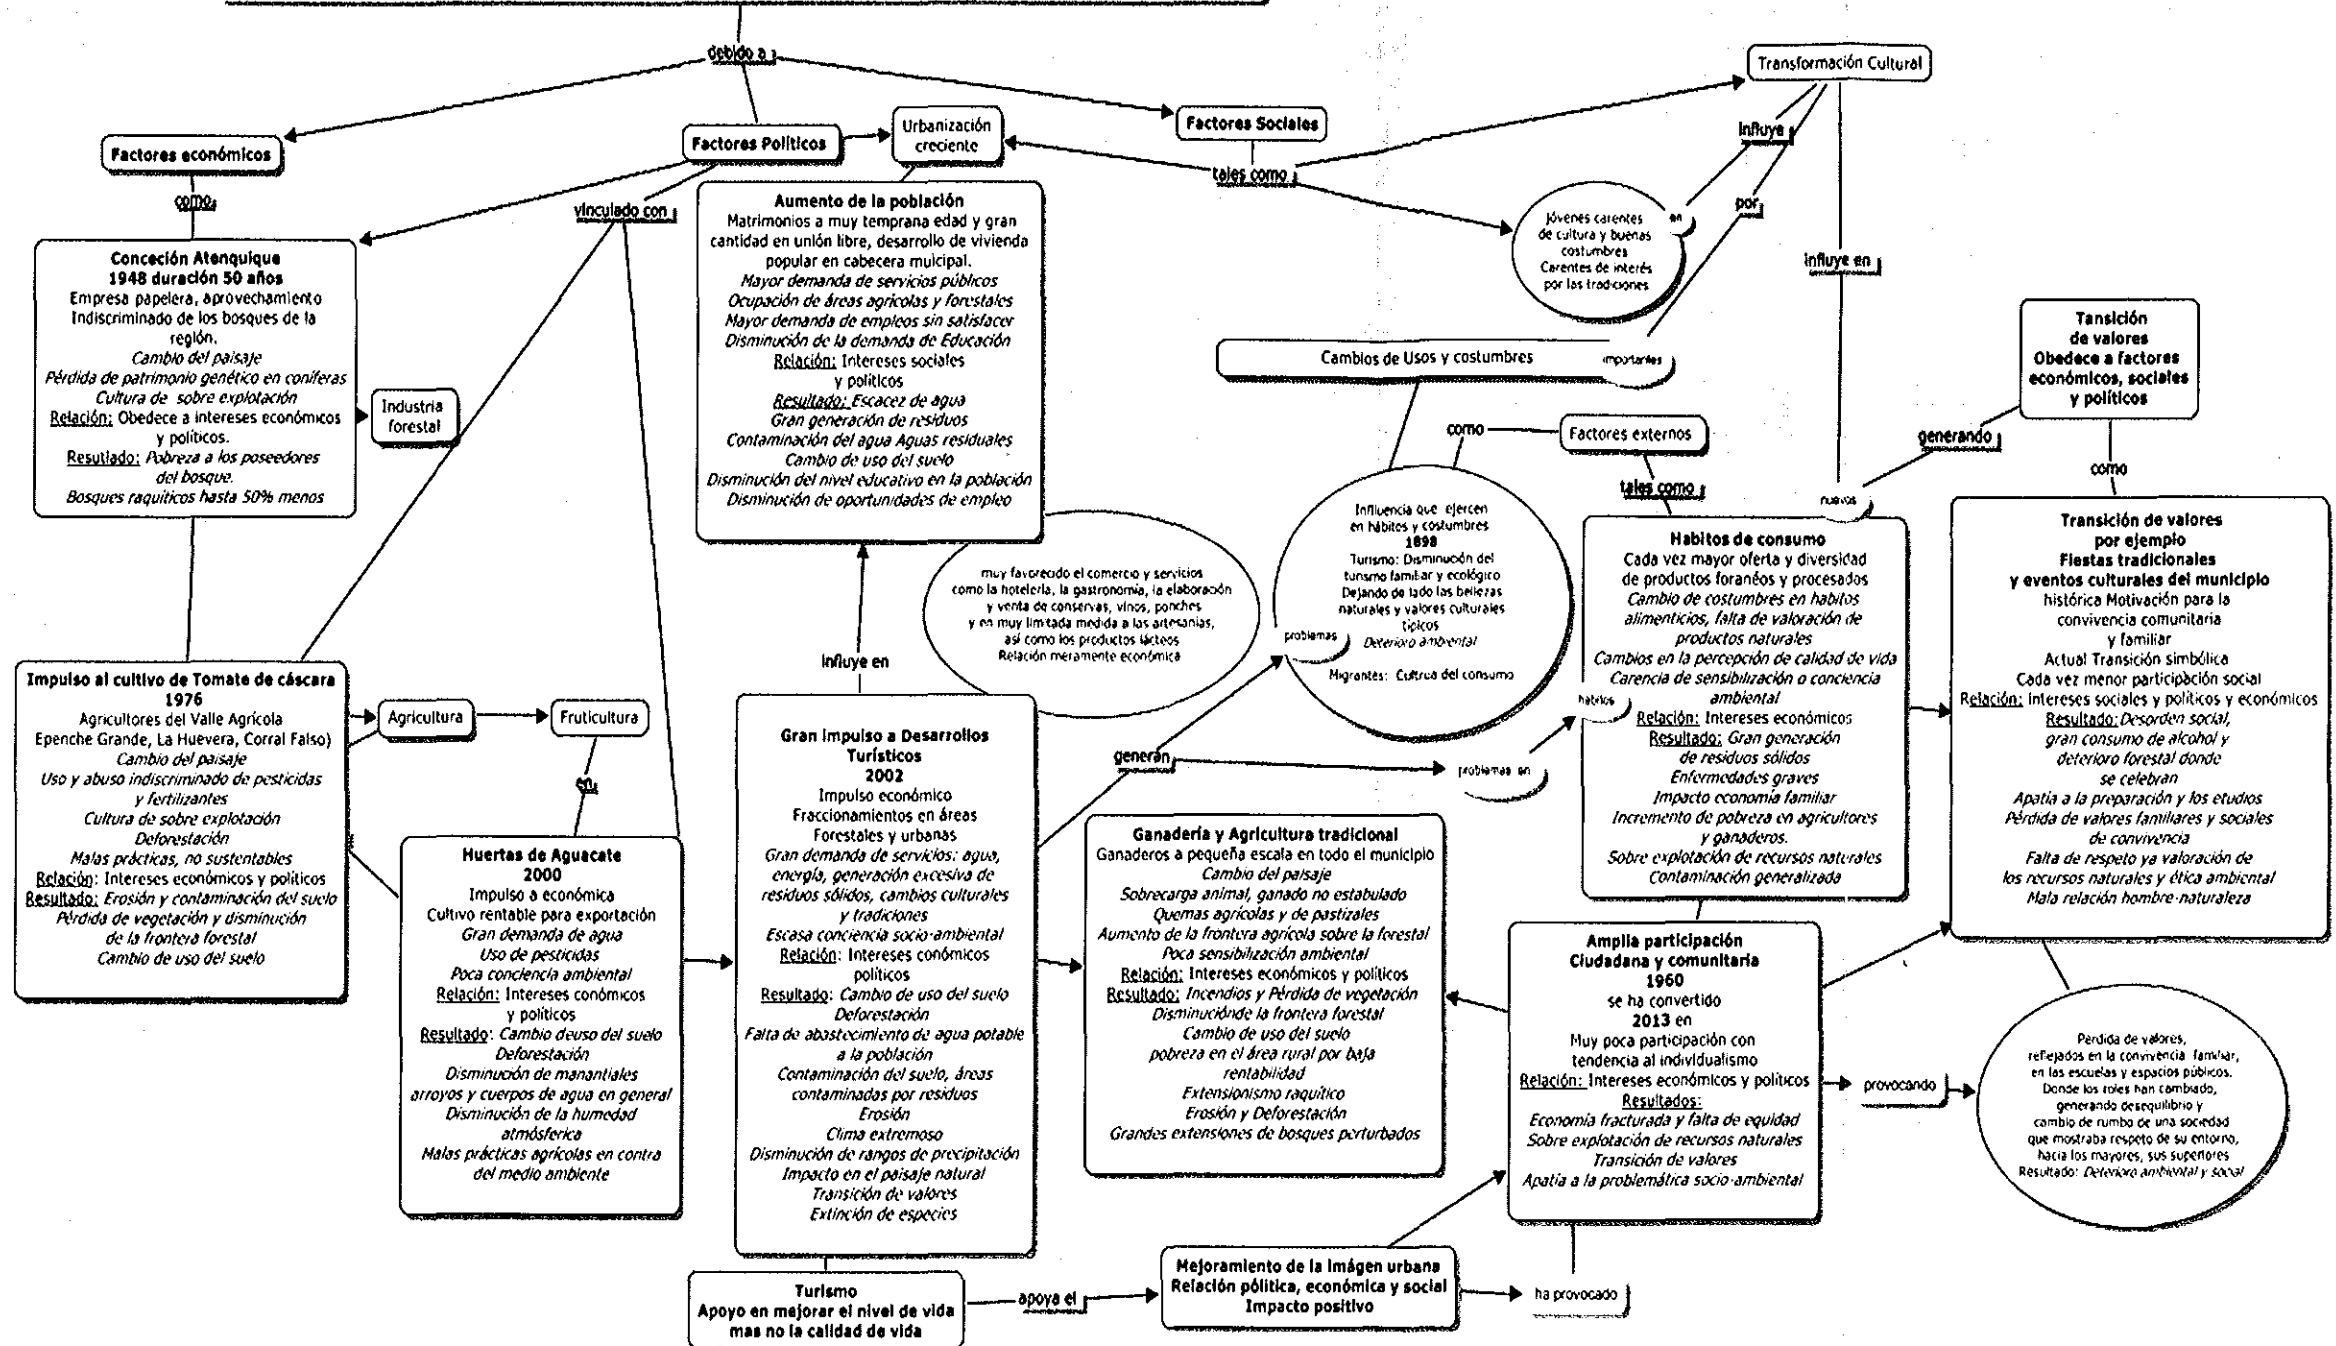 debido a
Transformación Cultural
Factores económicos
Factores Políticos
Urbanización
creciente
Factores Sociales
Influye
como
vinculado con
tales como
en
por
influye en
Conceción Atenquique
1948 duración 50 años
Empresa papelera, aprovechamiento
Indiscriminado de los bosques de la
región.
Cambio del paisaje
Pérdida de patrimonio genético en coníferas
Cultura de sobre explotación
Relación: Obedece a intereses económicos
y políticos.
Resutlado: Pobreza a los poseedores
del bosque.
Bosques raquíticos hasta 50% menos
Industria
forestal
Aumento de la población
Matrimonios a muy temprana edad y gran
cantidad en unión libre, desarrollo de vivienda
popular en cabecera muicipal.
Mayor demanda de servicios públicos
Ocupación de áreas agrícolas y forestales
Mayor demanda de empleos sin satisfacer
Disminución de la demanda de Educación
Relación: Intereses sociales
y políticos
Resultado: Escacez de agua
Gran generación de residuos
Contaminación del agua Aguas residuales
Cambio de uso del suelo
Disminución del nivel educativo en la población
Disminución de oportunidades de empleo
Jóvenes carentes
de cultura y buenas
costumbres
Carentes de interés
por las tradiciones
Cambios de Usos y costumbres
importantes
Tansición
de valores
Obedece a factores
económicos, sociales
y políticos
como
Factores externos
generando
como
tales como
nuevos
muy favorecido el comercio y servicios
como la hotelería, la gastronomía, la elaboración
y venta de conservas, vinos, ponches
y en muy limitada medida a las artesanías,
así como los productos lácteos
Relación meramente económica
Influencia que ejercen
en hábitos y costumbres
1898
Turismo: Disminución del
turismo familiar y ecológico
Dejando de lado las bellezas
naturales y valores culturales
típicos
Deterioro ambiental
Migrantes: Cultrua del consumo
problemas
habitos
Habitos de consumo
Cada vez mayor oferta y diversidad
de productos foranéos y procesados
Cambio de costumbres en habitos
alimenticios, falta de valoración de
productos naturales
Cambios en la percepción de calidad de vida
Carencia de sensibilización o conciencia
ambiental
Relación: Intereses económicos
Resultado: Gran generación
de residuos sólidos
Enfermedades graves
Impacto economía familiar
Incremento de pobreza en agricultores
y ganaderos.
Sobre explotación de recursos naturales
Contaminación generalizada
Transición de valores
por ejemplo
Fiestas tradicionales
y eventos culturales del municipio
histórica Motivación para la
convivencia comunitaria
y familiar
Actual Transición simbólica
Cada vez menor participación social
Relación: Intereses sociales y políticos y económicos
Resultado: Desorden social,
gran consumo de alcohol y
deterioro forestal donde
se celebran
Apatía a la preparación y los etudios
Pérdida de valores familiares y sociales
de convivencia
Falta de respeto ya valoración de
los recursos naturales y ética ambiental
Mala relación hombre-naturaleza
Impulso al cultivo de Tomate de cáscara
1976
Agricultores del Valle Agrícola
Epenche Grande, La Huevera, Corral Falso)
Cambio del paisaje
Uso y abuso indiscriminado de pesticidas
y fertilizantes
Cultura de sobre explotación
Deforestación
Malas prácticas, no sustentables
Relación: Intereses económicos y políticos
Resultado: Erosión y contaminación del suelo
Pérdida de vegetación y disminución
de la frontera forestal
Cambio de uso del suelo
Agricultura
Fruticultura
en
influye en
generan
problemas en
Huertas de Aguacate
2000
Impulso a económica
Cultivo rentable para exportación
Gran demanda de agua
Uso de pesticidas
Poca conciencia ambiental
Relación: Intereses conómicos
y políticos
Resultado: Cambio deuso del suelo
Deforestación
Disminución de manantiales
arroyos y cuerpos de agua en general
Disminución de la humedad
atmósferica
Malas prácticas agrícolas en contra
del medio ambiente
Gran Impulso a Desarrollos
Turísticos
2002
Impulso económico
Fraccionamientos en áreas
Forestales y urbanas
Gran demanda de servicios: agua,
energía, generación excesiva de
residuos sólidos, cambios culturales
y tradiciones
Escasa conciencia socio-ambiental
Relación: Intereses conómicos
políticos
Resultado: Cambio de uso del suelo
Deforestación
Falta de abastecimiento de agua potable
a la población
Contaminación del suelo, áreas
contaminadas por residuos
Erosión
Clima extremoso
Disminución de rangos de precipitación
Impacto en el paisaje natural
Transición de valores
Extinción de especies
Ganadería y Agricultura tradicional
Ganaderos a pequeña escala en todo el municipio
Cambio del paisaje
Sobrecarga animal, ganado no estabulado
Quemas agrícolas y de pastizales
Aumento de la frontera agrícola sobre la forestal
Poca sensibilización ambiental
Relación: Intereses económicos y políticos
Resultado: Incendios y Pérdida de vegetación
Disminuciónde la frontera forestal
Cambio de uso del suelo
pobreza en el área rural por baja
rentabilidad
Extensionismo raquítico
Erosión y Deforestación
Grandes extensiones de bosques perturbados
Amplia participación
Ciudadana y comunitaria
1960
se ha convertido
2013 en
Muy poca participación con
tendencia al individualismo
Relación: Intereses económicos y políticos
Resultados:
Economía fracturada y falta de equidad
Sobre explotación de recursos naturales
Transición de valores
Apatía a la problemática socio-ambiental
provocando
Perdida de valores,
reflejados en la convivencia familiar,
en las escuelas y espacios públicos.
Donde los roles han cambiado,
generando desequilibrio y
cambio de rumbo de una sociedad
que mostraba respeto de su entorno,
hacia los mayores, sus superiores
Resultado: Deterioro ambiental y social
Turismo
Apoyo en mejorar el nivel de vida
mas no la calidad de vida
apoya el
Mejoramiento de la Imágen urbana
Relación pólitica, económica y social
Impacto positivo
ha provocado